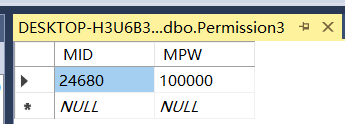 DESKTOP-H3U6B3...dbo.Permission3
MID MPW
24680 100000
NULL NULL